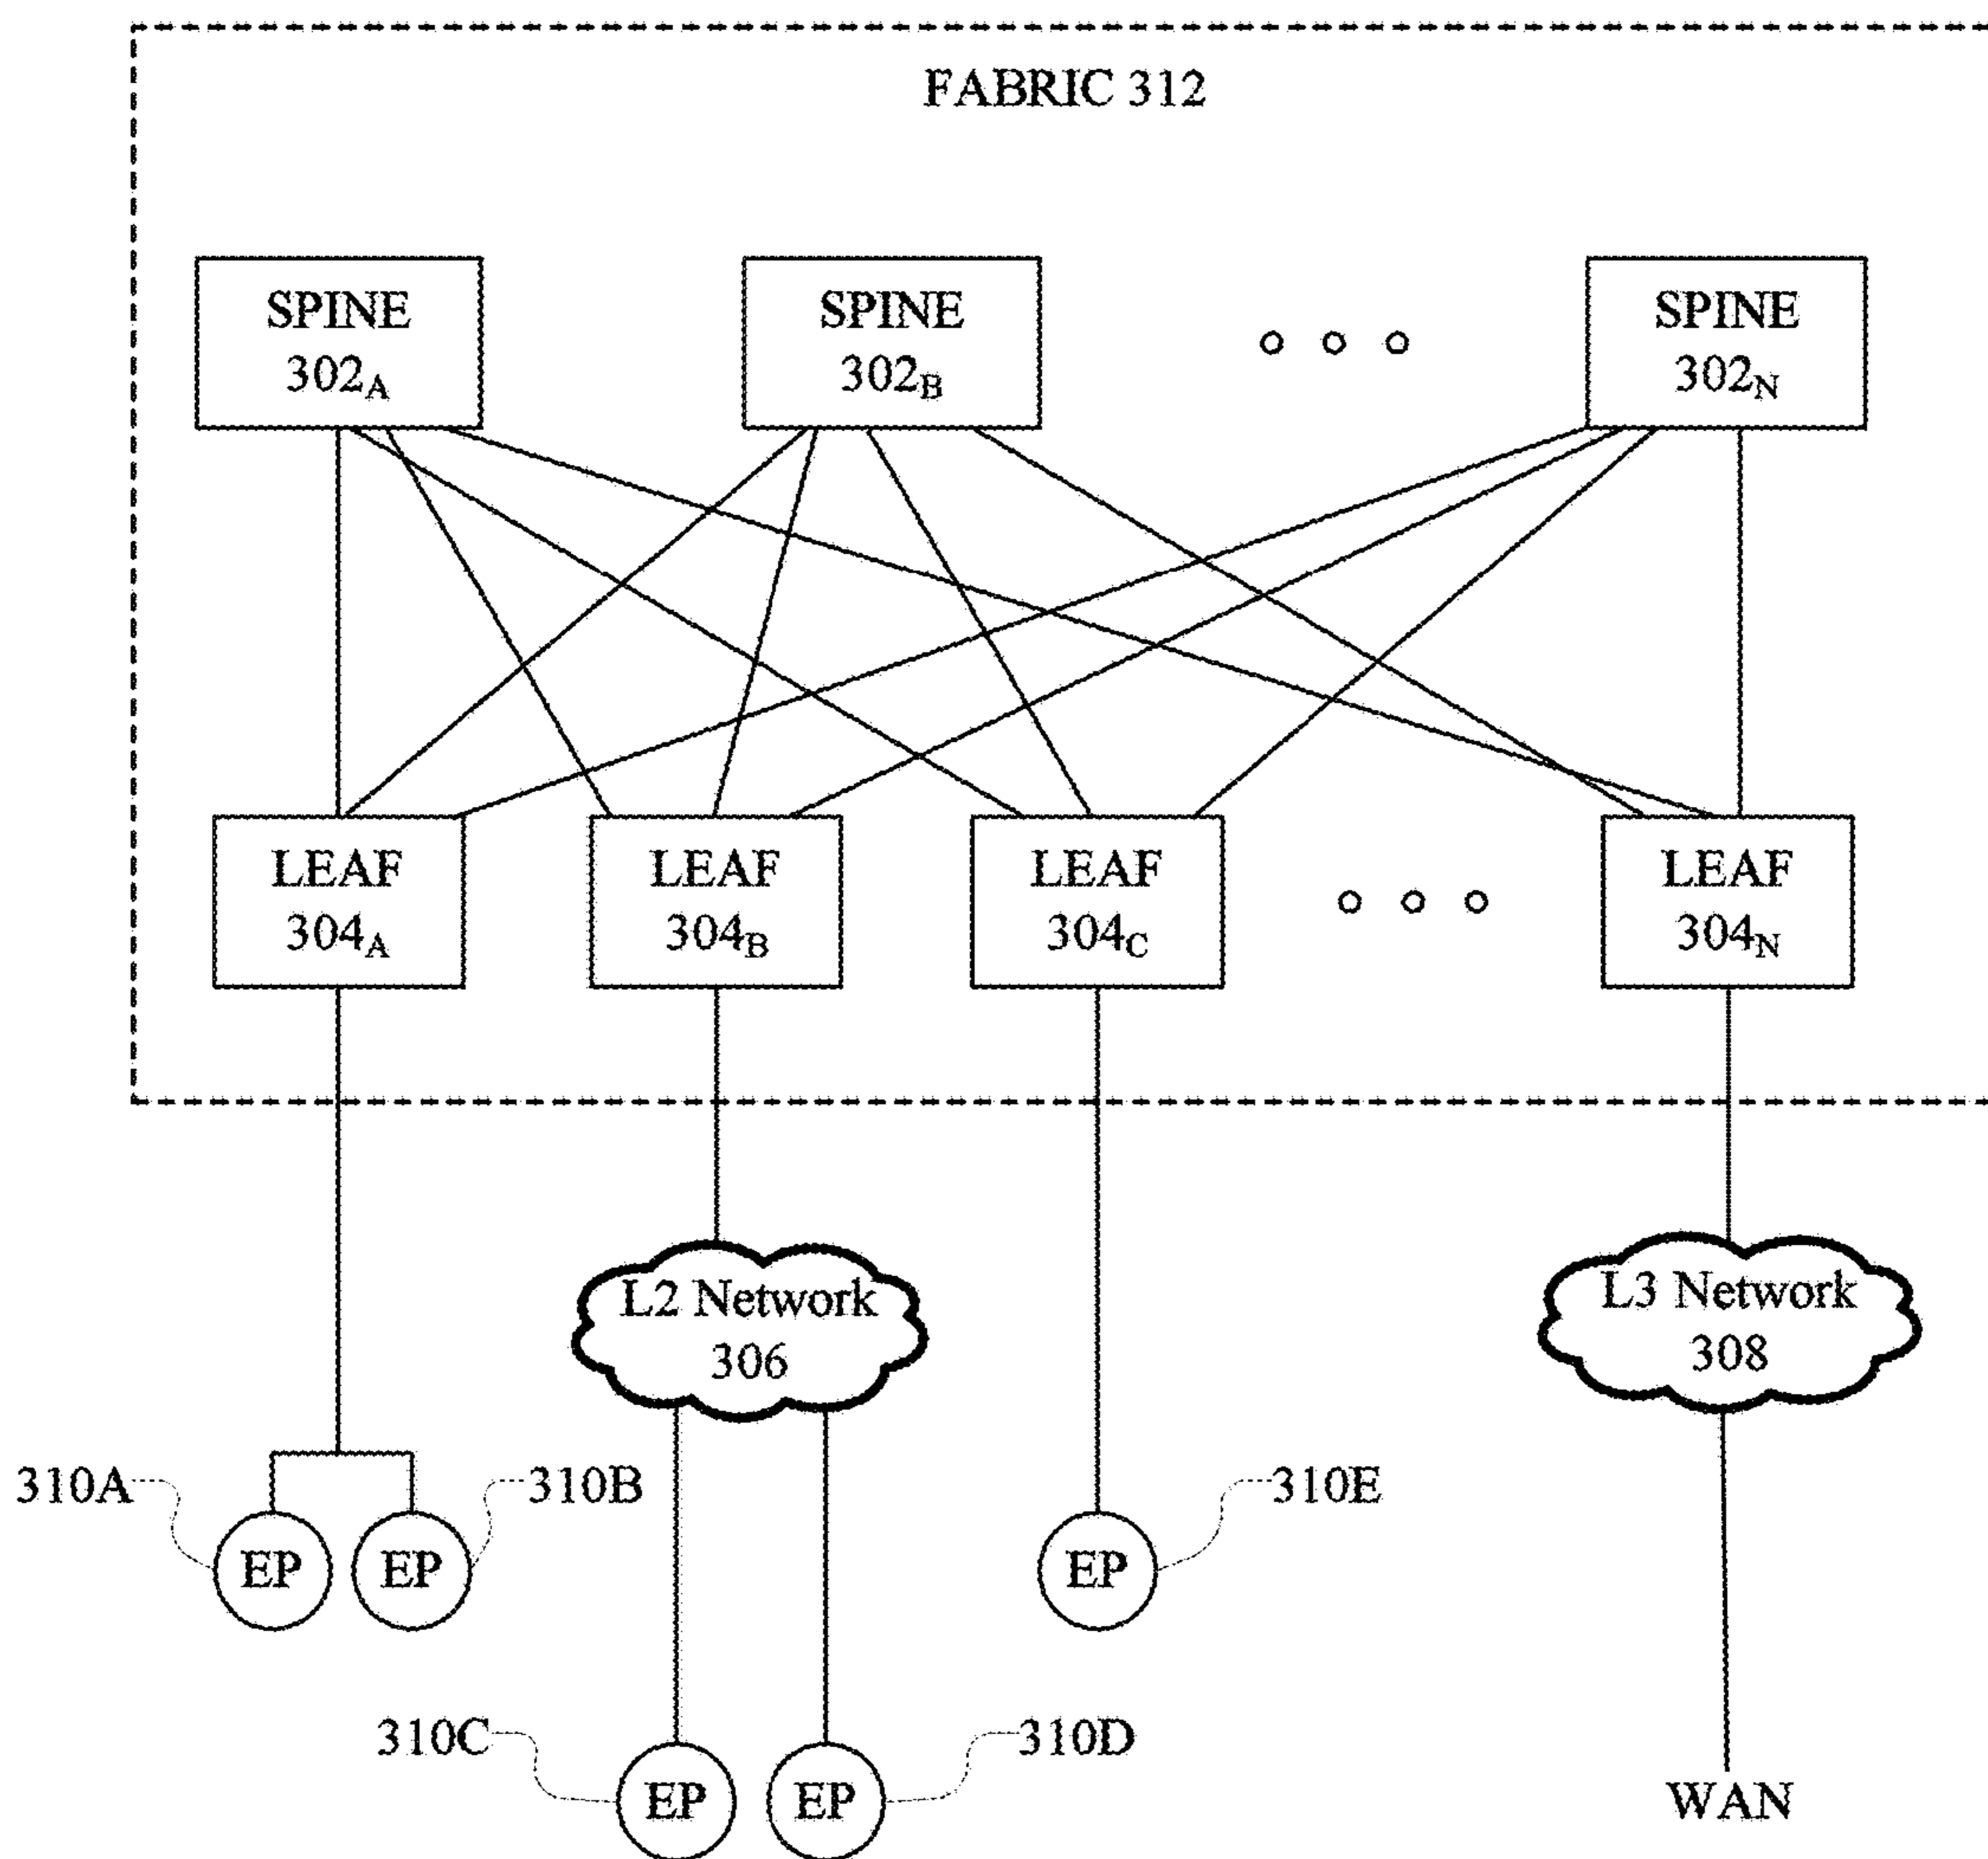 FABRIC 312
SPINE
302A
SPINE
302B
SPINE
302N
LEAF
304A
LEAF
304B
LEAF
304C
LEAF
304N
L2 Network
306
L3 Network
308
310A
310B
310E
EP
EP
EP
310C
310D
EP
EP
WAN